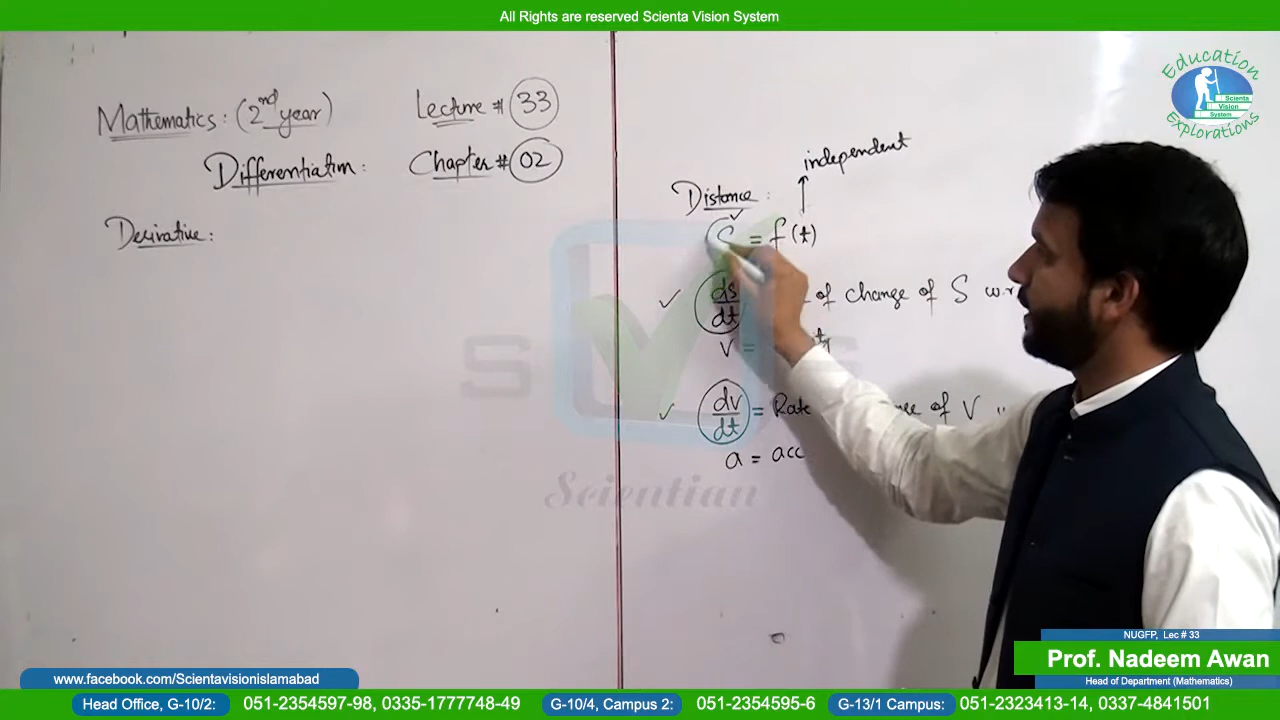 All Rights are reserved Scienta Vision System
Education
Scienta
Vision
System
Explorations
Mathematics: (2nd year)
Lecture # 33
Differentiation:
Chapter # 02
Derivative:
independent
Distance:
S = f(t)
ds/dt of change of S w.r
v =
dv/dt = Rate of V
a = acc
S V S
Scientian
NUGFP, Lec # 33
Prof. Nadeem Awan
Head of Department (Mathematics)
www.facebook.com/Scientavisionislamabad
Head Office, G-10/2: 051-2354597-98, 0335-1777748-49 G-10/4, Campus 2: 051-2354595-6 G-13/1 Campus: 051-2323413-14, 0337-4841501